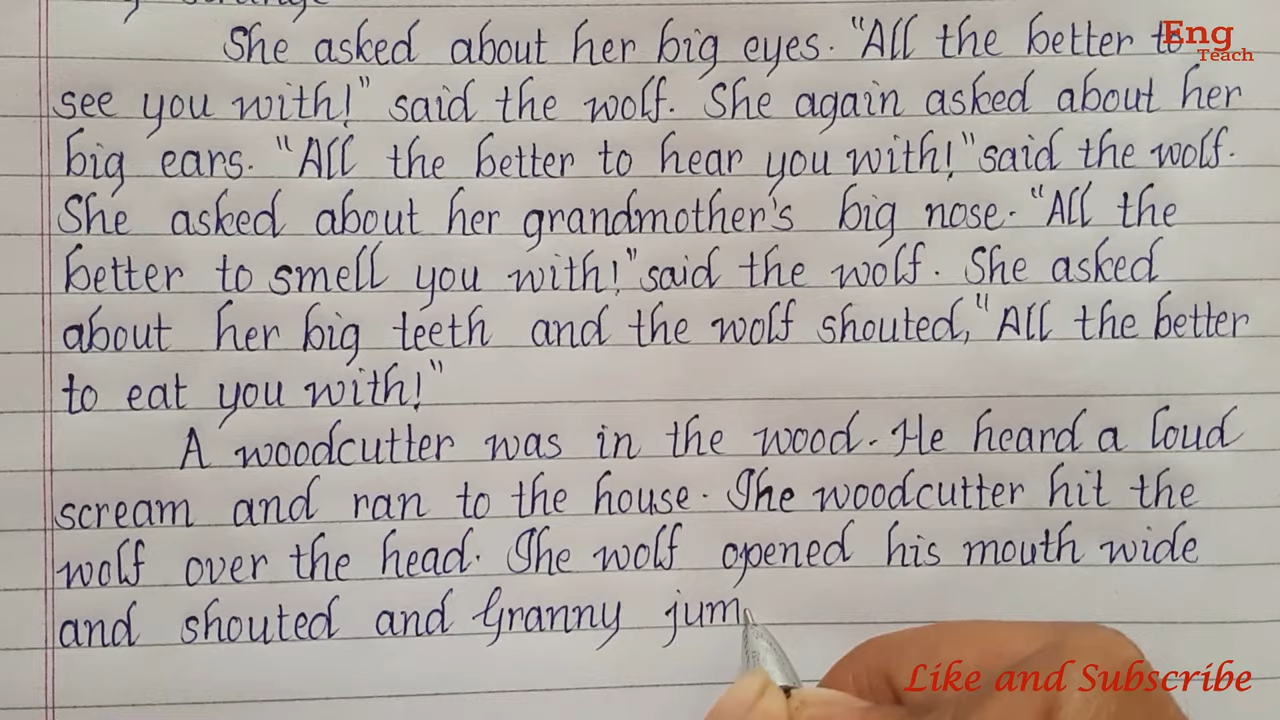 She asked about her big eyes. "All the better to
Eng
Teach
see you with!" said the wolf. She again asked about her
big ears. "All the better to hear you with!" said the wolf.
She asked about her grandmother's big nose. "All the
better to smell you with!" said the wolf. She asked
about her big teeth and the wolf shouted, "All the better
to eat you with!"
A woodcutter was in the wood. He heard a loud
scream and ran to the house. The woodcutter hit the
wolf over the head. The wolf opened his mouth wide
and shouted and Granny jum
Like and Subscribe